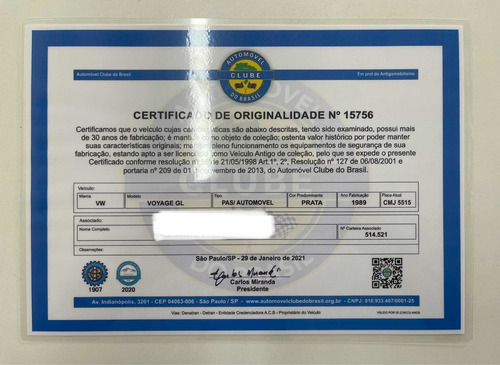 Automóvel Clube do Brasil
Em prol do Antigomobilismo
AUTOMOVEL
CLUBE
DO BRASIL
CERTIFICADO DE ORIGINALIDADE Nº 15756
Certificamos que o veículo cujas características são abaixo descritas, tendo sido examinado, possui mais
de 30 anos de fabricação; é mantido como objeto de coleção; ostenta valor histórico por poder manter
suas características originais; mantém pleno funcionamento os equipamentos de segurança de sua
fabricação, estando apto a ser licenciado como Veículo Antigo de coleção, pelo que se expede o presente
Certificado conforme resolução nº 56 de 21/05/1998 Art.1º, 2º, Resolução nº 127 de 06/08/2001 e
portaria nº 209 de 01 de novembro de 2013, do Automóvel Clube do Brasil.
Veículo:
Marca Modelo Tipo Cor Predominante Ano Fabricação Placa Atual
VW VOYAGE GL PAS/ AUTOMOVEL PRATA 1989 CMJ 5515
Associado:
Nome Completo Nº Carteira Associado
514.521
Observações:
São Paulo/SP - 29 de Janeiro de 2021
Carlos Miranda
Carlos Miranda
Presidente
1907 2020
Av. Indianópolis, 3201 - CEP 04063-006 - São Paulo / SP - www.automovelclubedobrasil.org.br - CNPJ:
Vias: Denatran - Detran - Entidade Credenciadora A.C.B - Proprietário do Veículo